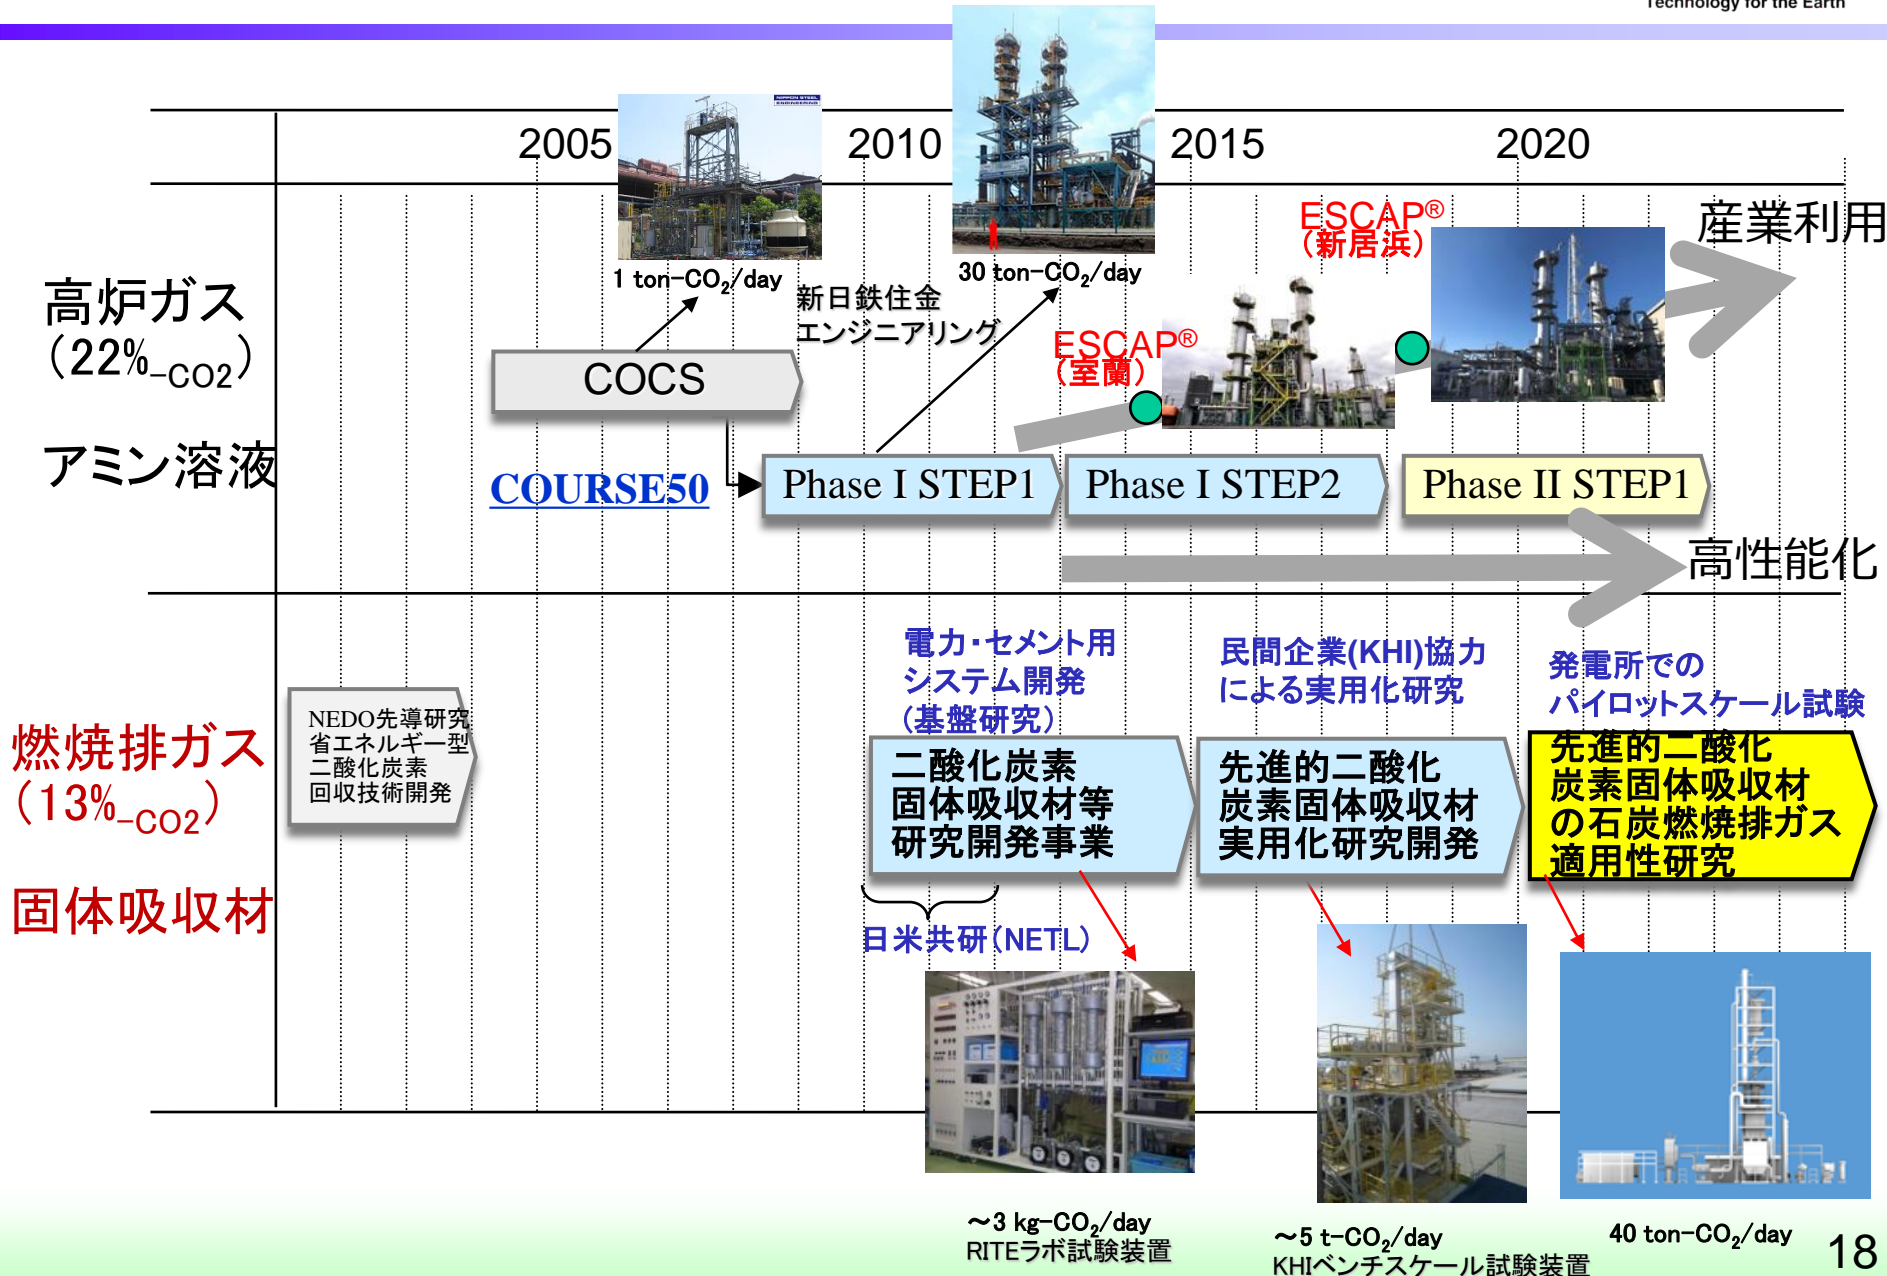 Technology for the Earth
2005
2010
2015
2020
NIPPON STEEL
ENGINEERING
高炉ガス
(22%-CO2)
アミン溶液
1 ton-CO2/day
30 ton-CO2/day
新日鉄住金
エンジニアリング
COCS
ESCAP®
(室蘭)
ESCAP®
(新居浜)
産業利用
COURSE50
Phase I STEP1
Phase I STEP2
Phase II STEP1
高性能化
燃焼排ガス
(13%-CO2)
固体吸収材
NEDO先導研究
省エネルギー型
二酸化炭素
回収技術開発
電力・セメント用
システム開発
(基盤研究)
二酸化炭素
固体吸収材等
研究開発事業
日米共研(NETL)
民間企業(KHI)協力
による実用化研究
先進的二酸化
炭素固体吸収材
実用化研究開発
発電所での
パイロットスケール試験
先進的二酸化
炭素固体吸収材
の石炭燃焼排ガス
適用性研究
～3 kg-CO2/day
RITEラボ試験装置
～5 t-CO2/day
KHIベンチスケール試験装置
40 ton-CO2/day
18